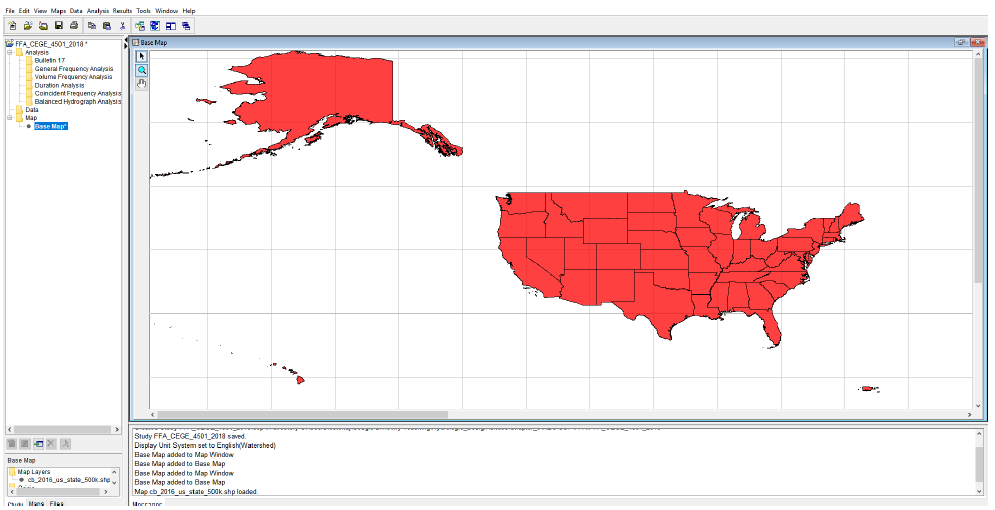 File Edit View Maps Data Analysis Results Tools Window Help
FFA_CEGE_4501_2018 *
Analysis
Bulletin 17
General Frequency Analysis
Volume Frequency Analysis
Duration Analysis
Coincident Frequency Analysis
Balanced Hydrograph Analysis
Data
Map
Base Map*
Base Map
Base Map
Map Layers
cb_2016_us_state_500k.shp
Study Maps Files
Study FFA_CEGE_4501_2018 saved.
Display Unit System set to English(Watershed)
Base Map added to Map Window
Base Map added to Base Map
Base Map added to Map Window
Base Map added to Base Map
Map cb_2016_us_state_500k.shp loaded.